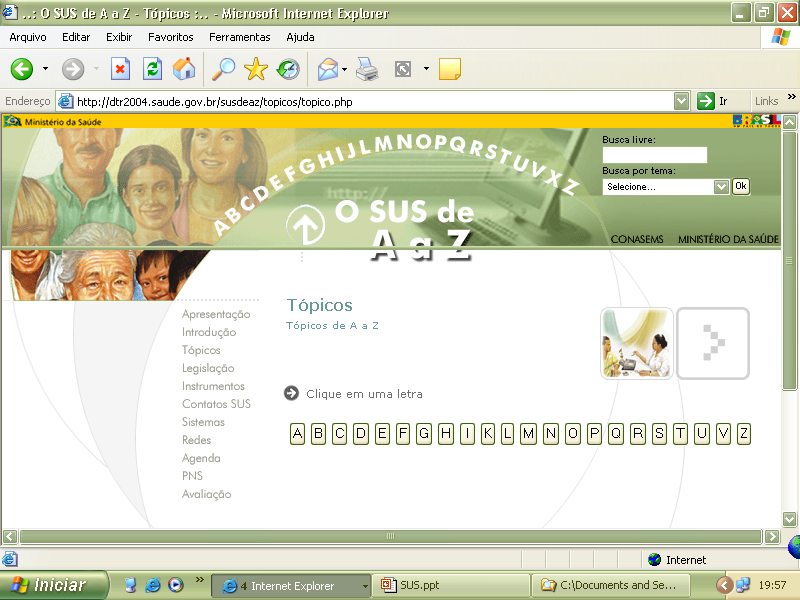 ..: O SUS de A a Z - Tópicos :.. - Microsoft Internet Explorer
Arquivo Editar Exibir Favoritos Ferramentas Ajuda
Endereço http://dtr2004.saude.gov.br/susdeaz/topicos/topico.php Ir Links »
Ministério da Saúde BRASIL
ABCDEFGHIJLMNOPQRSTUVXZ
http://
O SUS de
A a Z
Busca livre:
Busca por tema:
Selecione... Ok
CONASEMS MINISTÉRIO DA SAÚDE
Apresentação
Introdução
Tópicos
Legislação
Instrumentos
Contatos SUS
Sistemas
Redes
Agenda
PNS
Avaliação
Tópicos
Tópicos de A a Z
Clique em uma letra
A B C D E F G H I K L M N O P Q R S T U V Z
Internet
Iniciar » 4 Internet Explorer SUS.ppt C:\Documents and Se... 19:57